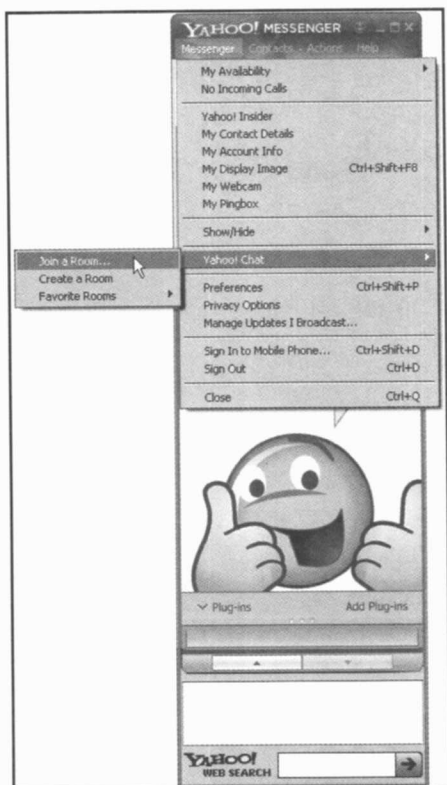 YAHOO! MESSENGER
Messenger Contacts Actions Help
My Availability
No Incoming Calls
Yahoo! Insider
My Contact Details
My Account Info
My Display Image Ctrl+Shift+F8
My Webcam
My Pingbox
Show/Hide
Join a Room... Yahoo! Chat
Create a Room
Favorite Rooms
Preferences Ctrl+Shift+P
Privacy Options
Manage Updates I Broadcast...
Sign In to Mobile Phone... Ctrl+Shift+D
Sign Out Ctrl+D
Close Ctrl+Q
Plug-ins Add Plug-ins
YAHOO!
WEB SEARCH